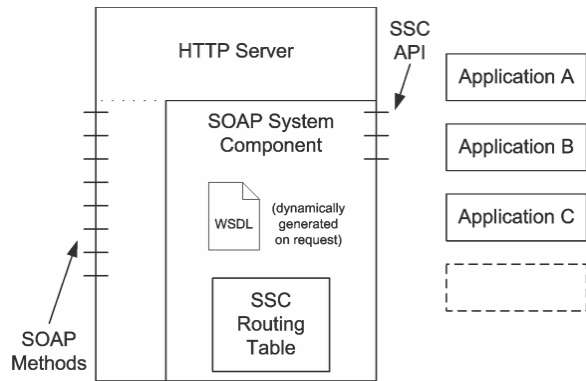 HTTP Server
SSC
API
Application A
SOAP System
Component
Application B
WSDL
(dynamically
generated
on request)
Application C
SSC
Routing
Table
SOAP
Methods